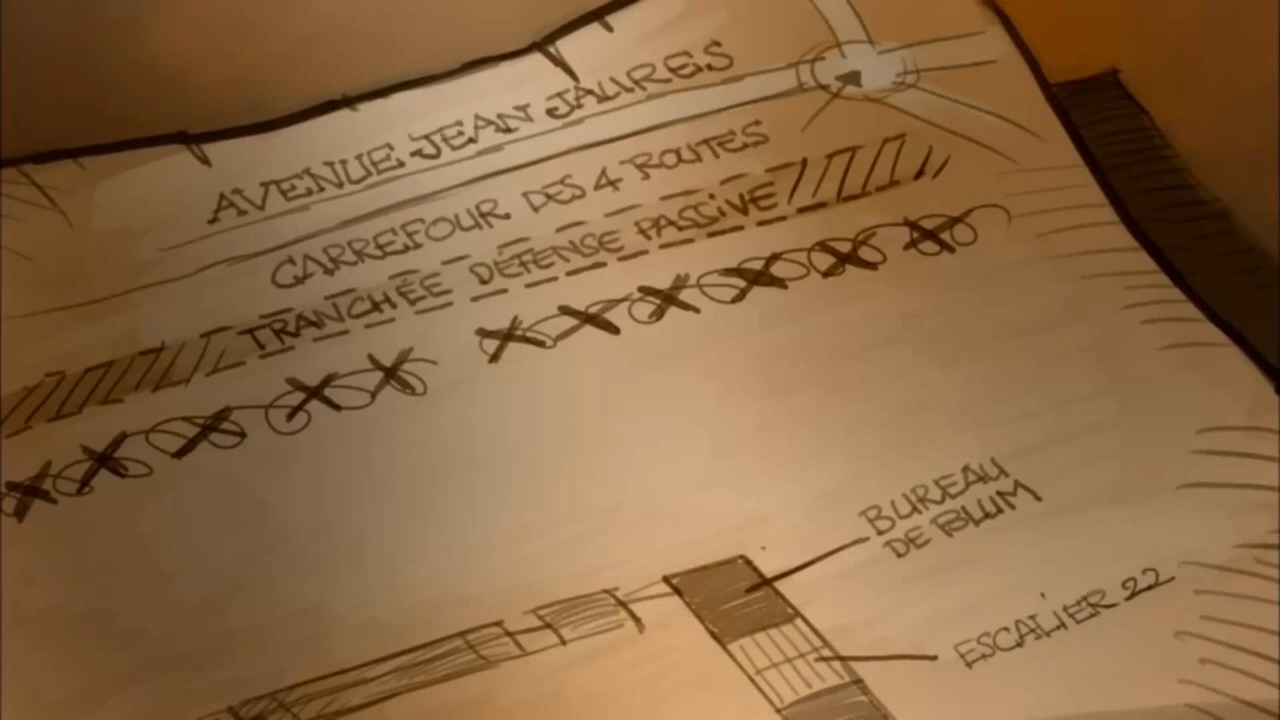 AVENUE JEAN JAURES
CARREFOUR DES 4 ROUTES
TRANCHÉE DÉFENSE PASSIVE
BUREAU
DE BLUM
ESCALIER 22